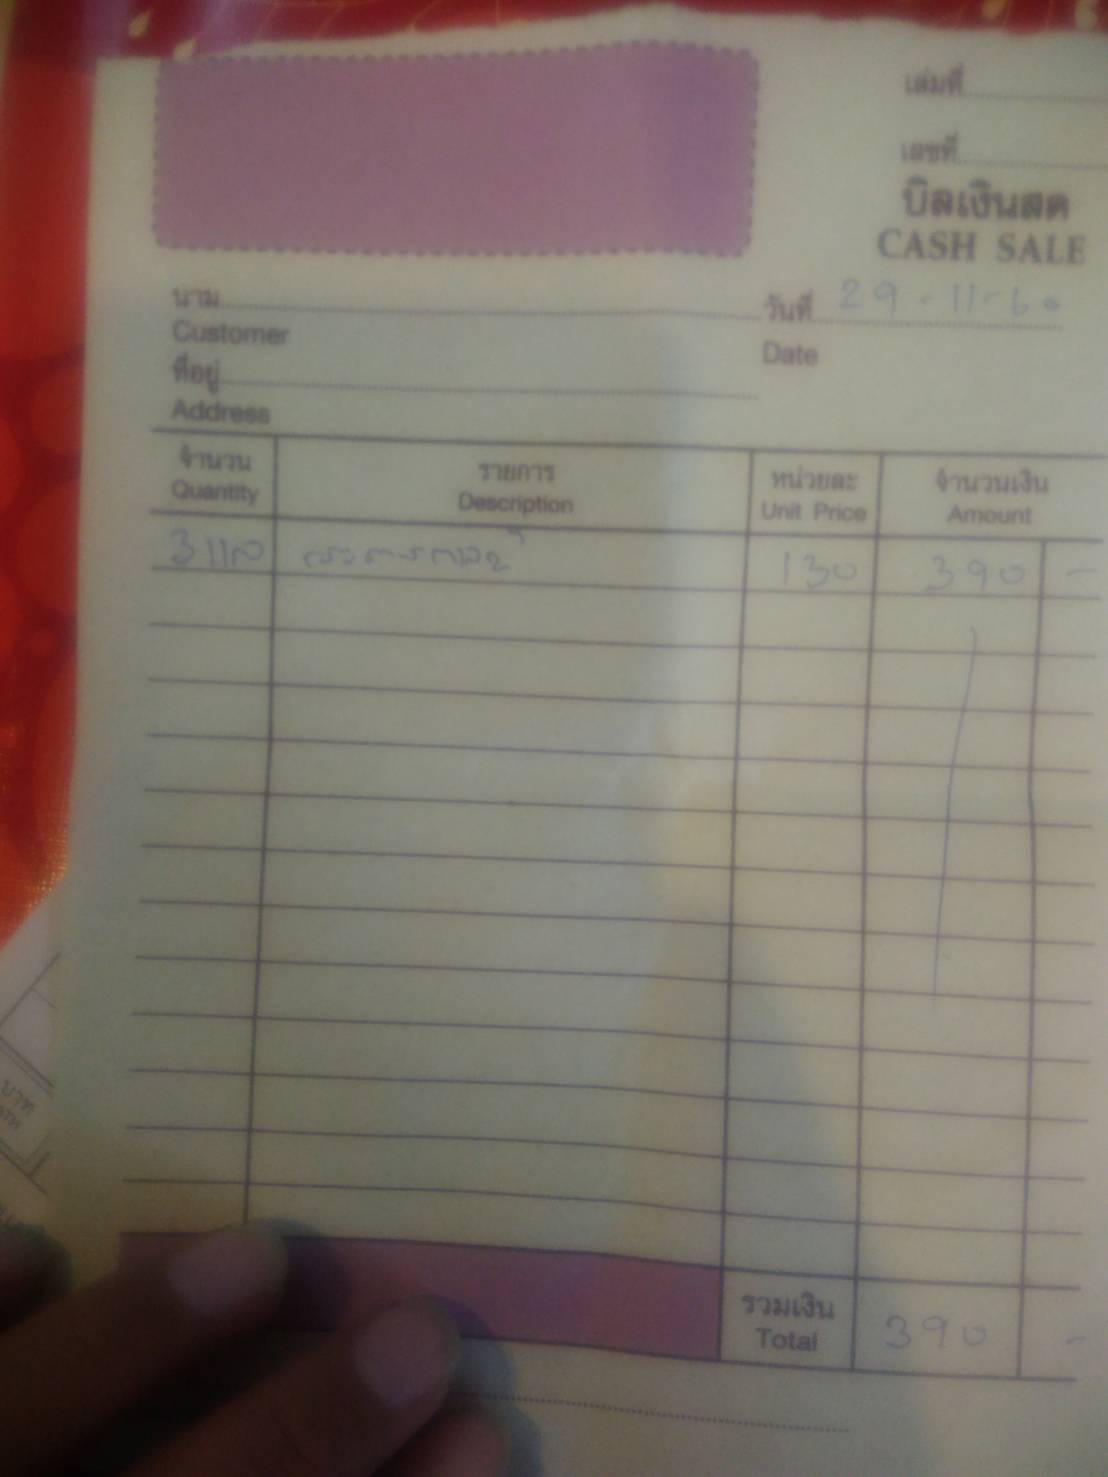 เล่มที่
เลขที่
บิลเงินสด
CASH SALE
นาม
Customer
วันที่ 29-11-60
Date
ที่อยู่
Address
จำนวน รายการ หน่วยละ จำนวนเงิน
Quantity Description Unit Price Amount
3 130 390 -
รวมเงิน
Total 390 -
บาท